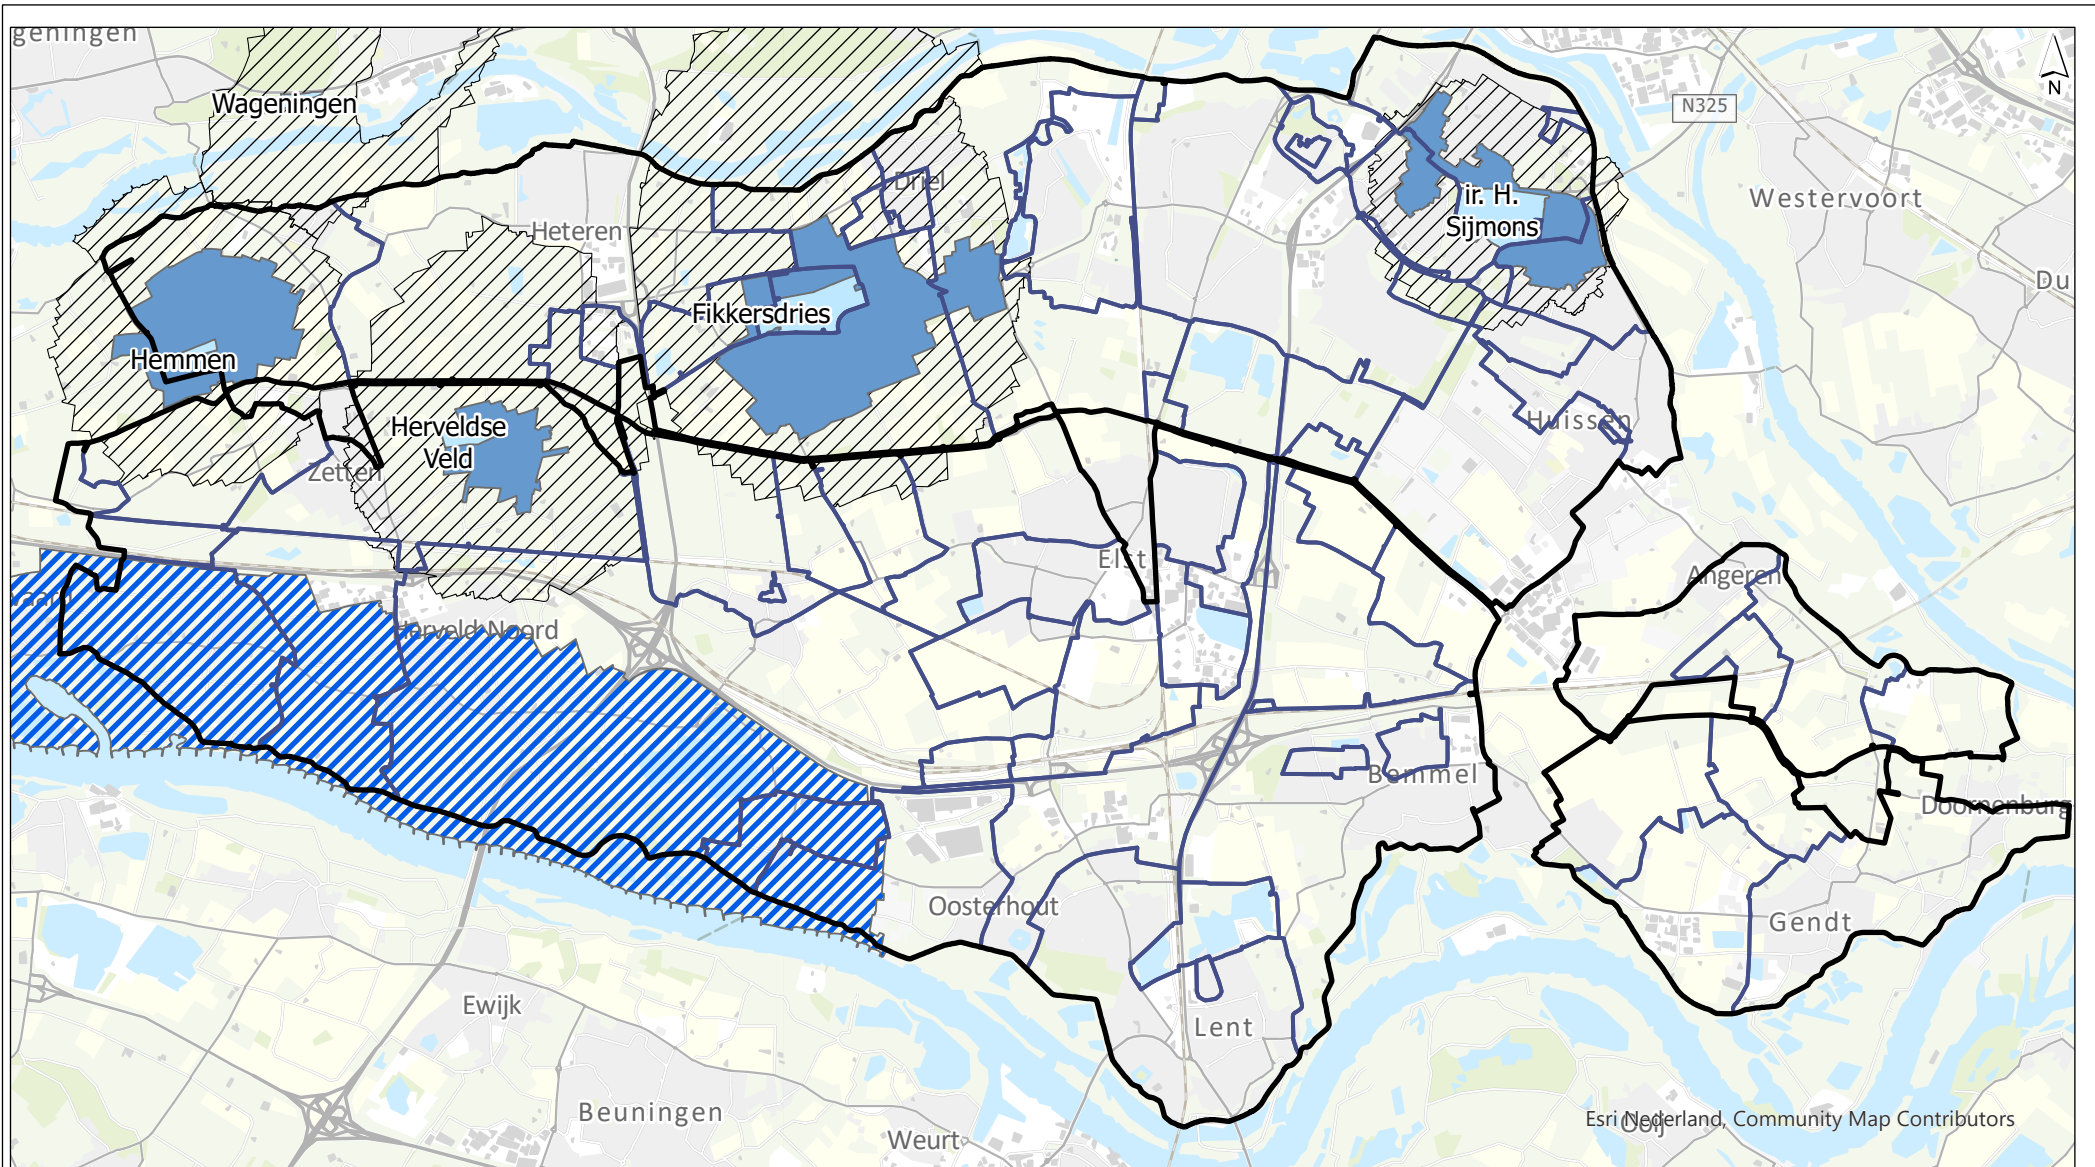 geningen
Wageningen
N325
N
Westervoort
Driel
ir. H.
Sijmons
Heteren
Du
Fikkersdries
Hemmen
Herveldse
Veld
Huissen
Zetten
Elst
Angeren
Herveld-Noord
Bemmel
Doornenburg
Oosterhout
Gendt
Ewijk
Lent
Beuningen
Weurt
Ooij
Esri Nederland, Community Map Contributors